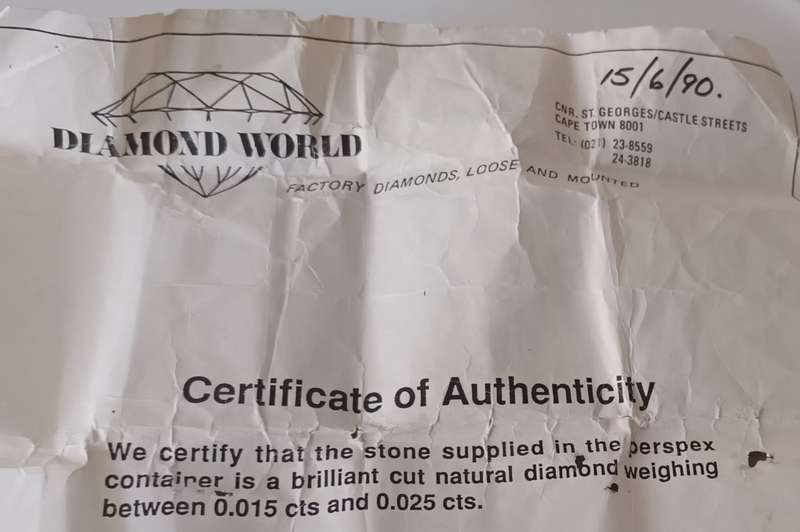 15/6/90.
CNR. ST. GEORGES/CASTLE STREETS
CAPE TOWN 8001
TEL: (021) 23-8559
24-3818
DIAMOND WORLD
FACTORY DIAMONDS, LOOSE AND MOUNTED
Certificate of Authenticity
We certify that the stone supplied in the perspex
container is a brilliant cut natural diamond weighing
between 0.015 cts and 0.025 cts.